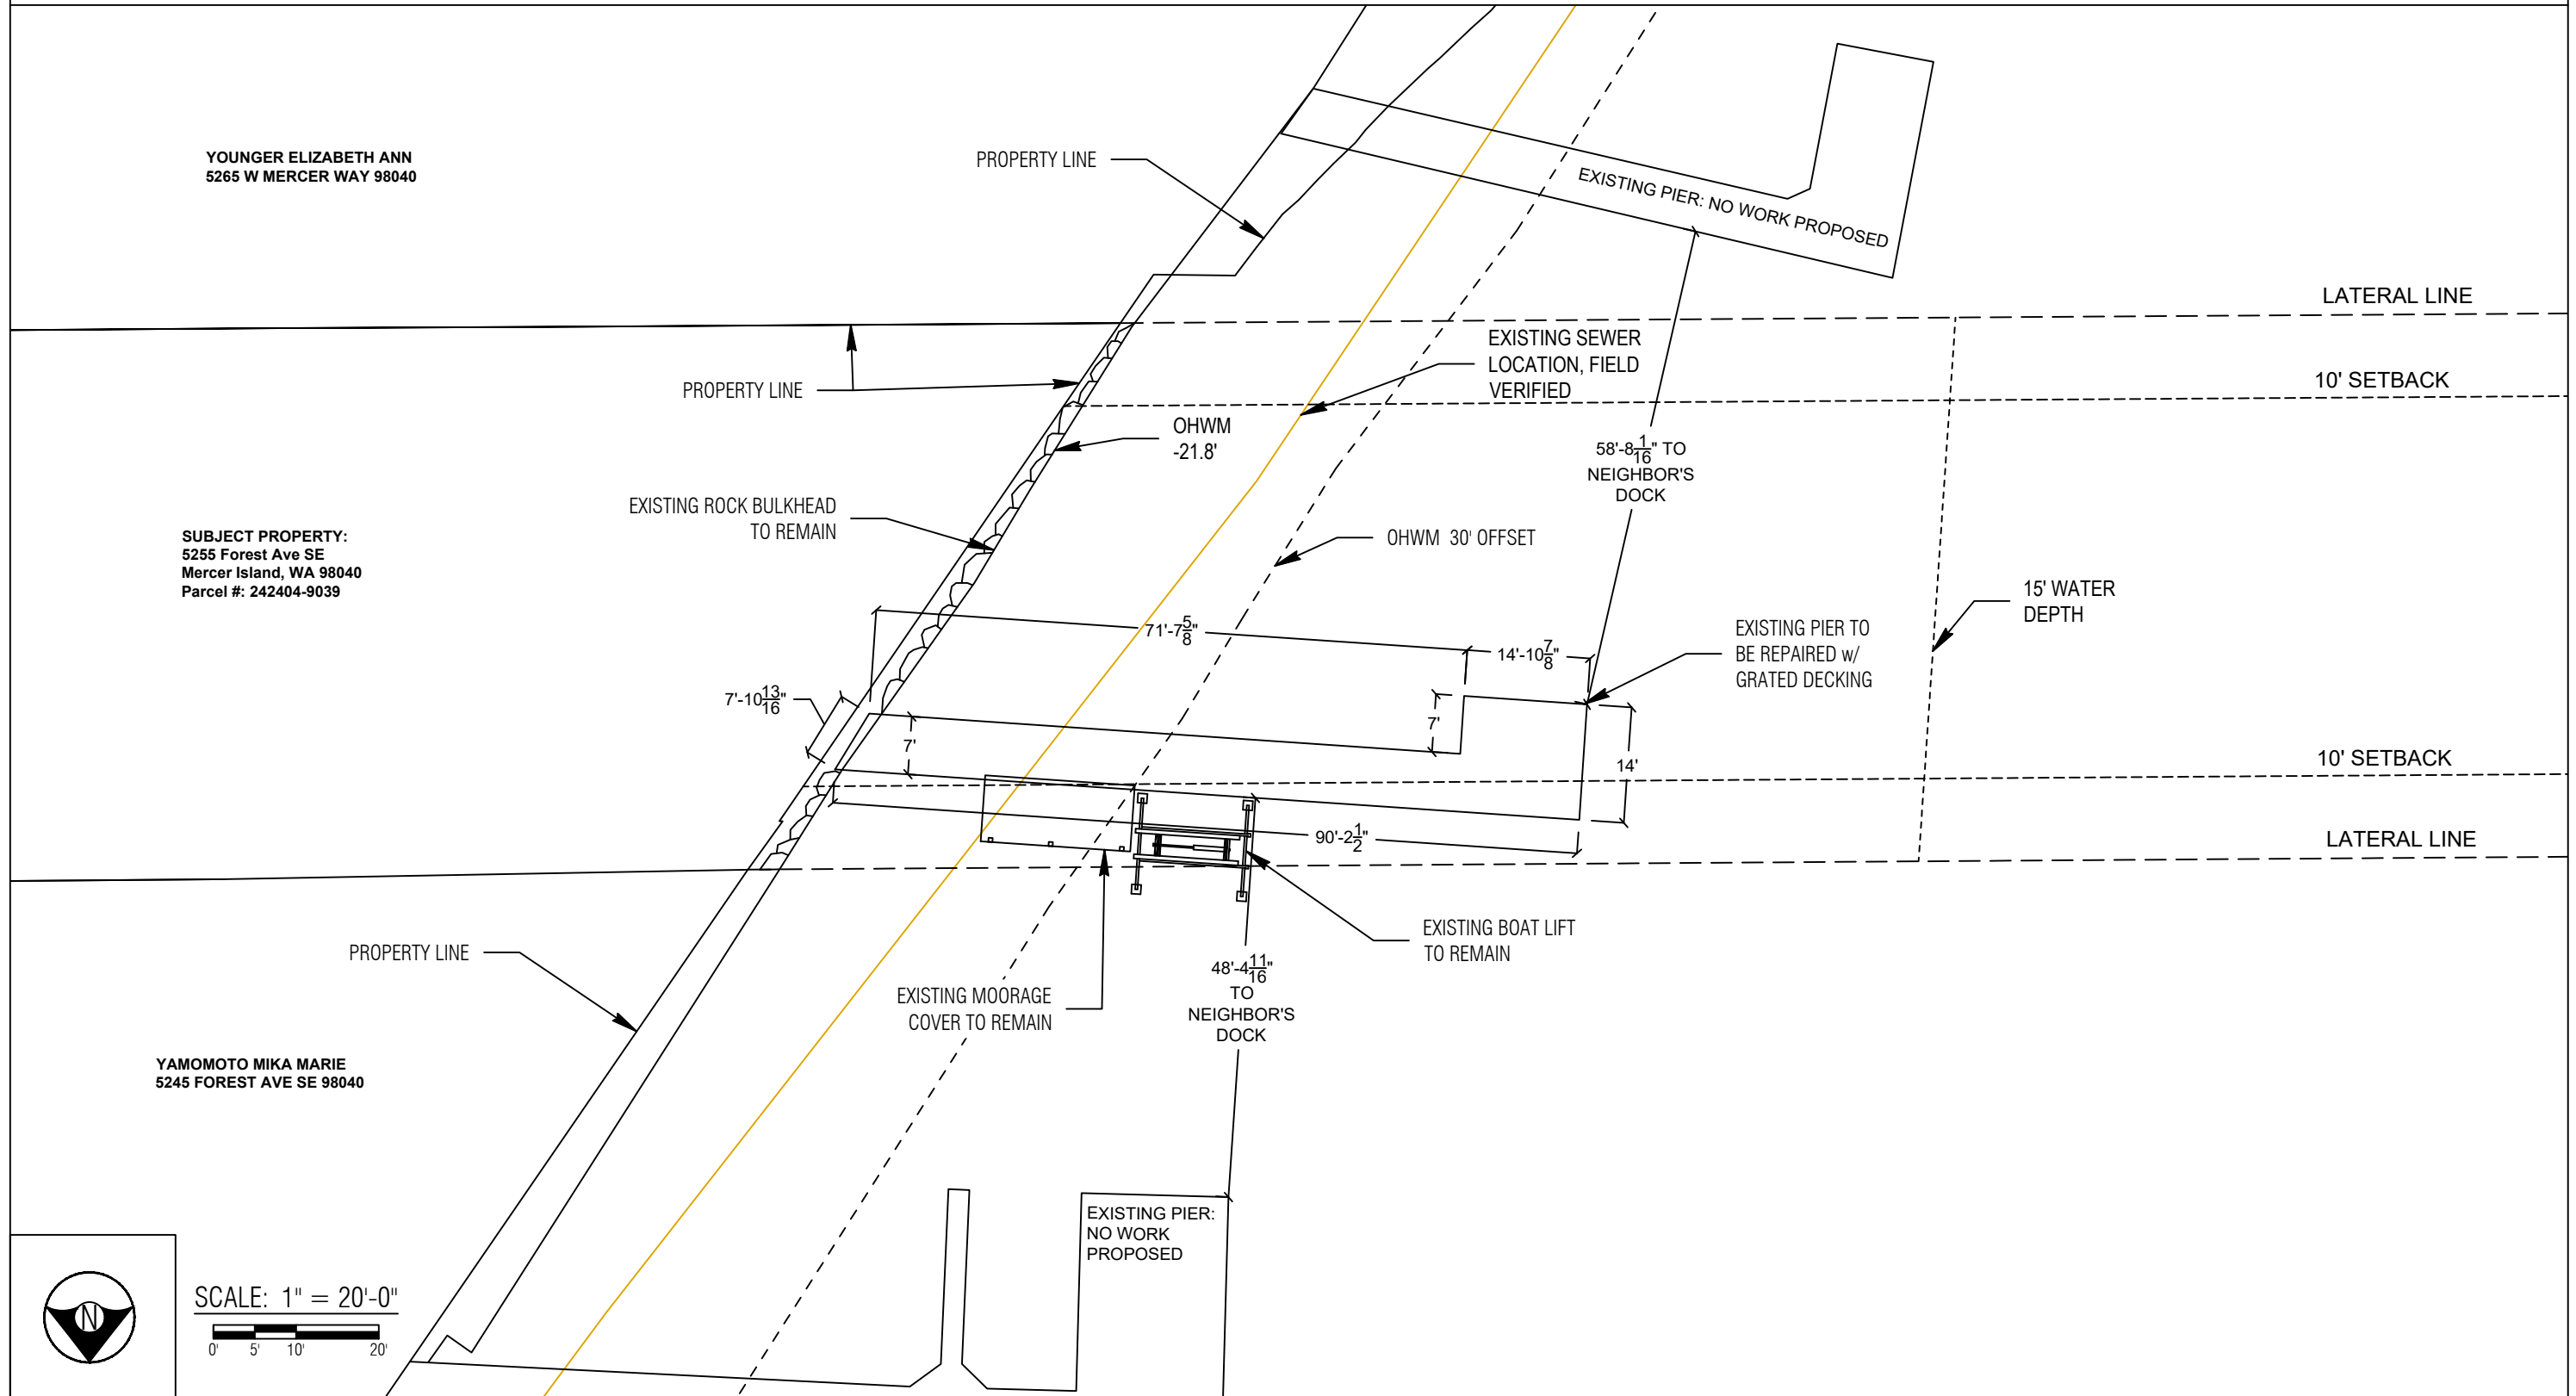 YOUNGER ELIZABETH ANN
5265 W MERCER WAY 98040
PROPERTY LINE
EXISTING PIER: NO WORK PROPOSED
LATERAL LINE
EXISTING SEWER
LOCATION, FIELD
VERIFIED
PROPERTY LINE
10' SETBACK
OHWM
-21.8'
58'-8 1/16" TO
NEIGHBOR'S
DOCK
EXISTING ROCK BULKHEAD
TO REMAIN
OHWM 30' OFFSET
SUBJECT PROPERTY:
5255 Forest Ave SE
Mercer Island, WA 98040
Parcel #: 242404-9039
15' WATER
DEPTH
71'-7 5/8"
14'-10 7/8"
EXISTING PIER TO
BE REPAIRED w/
GRATED DECKING
7'-10 13/16"
7'
7'
14'
10' SETBACK
90'-2 1/2"
LATERAL LINE
EXISTING BOAT LIFT
TO REMAIN
PROPERTY LINE
48'-4 11/16"
TO
NEIGHBOR'S
DOCK
EXISTING MOORAGE
COVER TO REMAIN
YAMOMOTO MIKA MARIE
5245 FOREST AVE SE 98040
EXISTING PIER:
NO WORK
PROPOSED
N
SCALE: 1" = 20'-0"
0' 5' 10' 20'